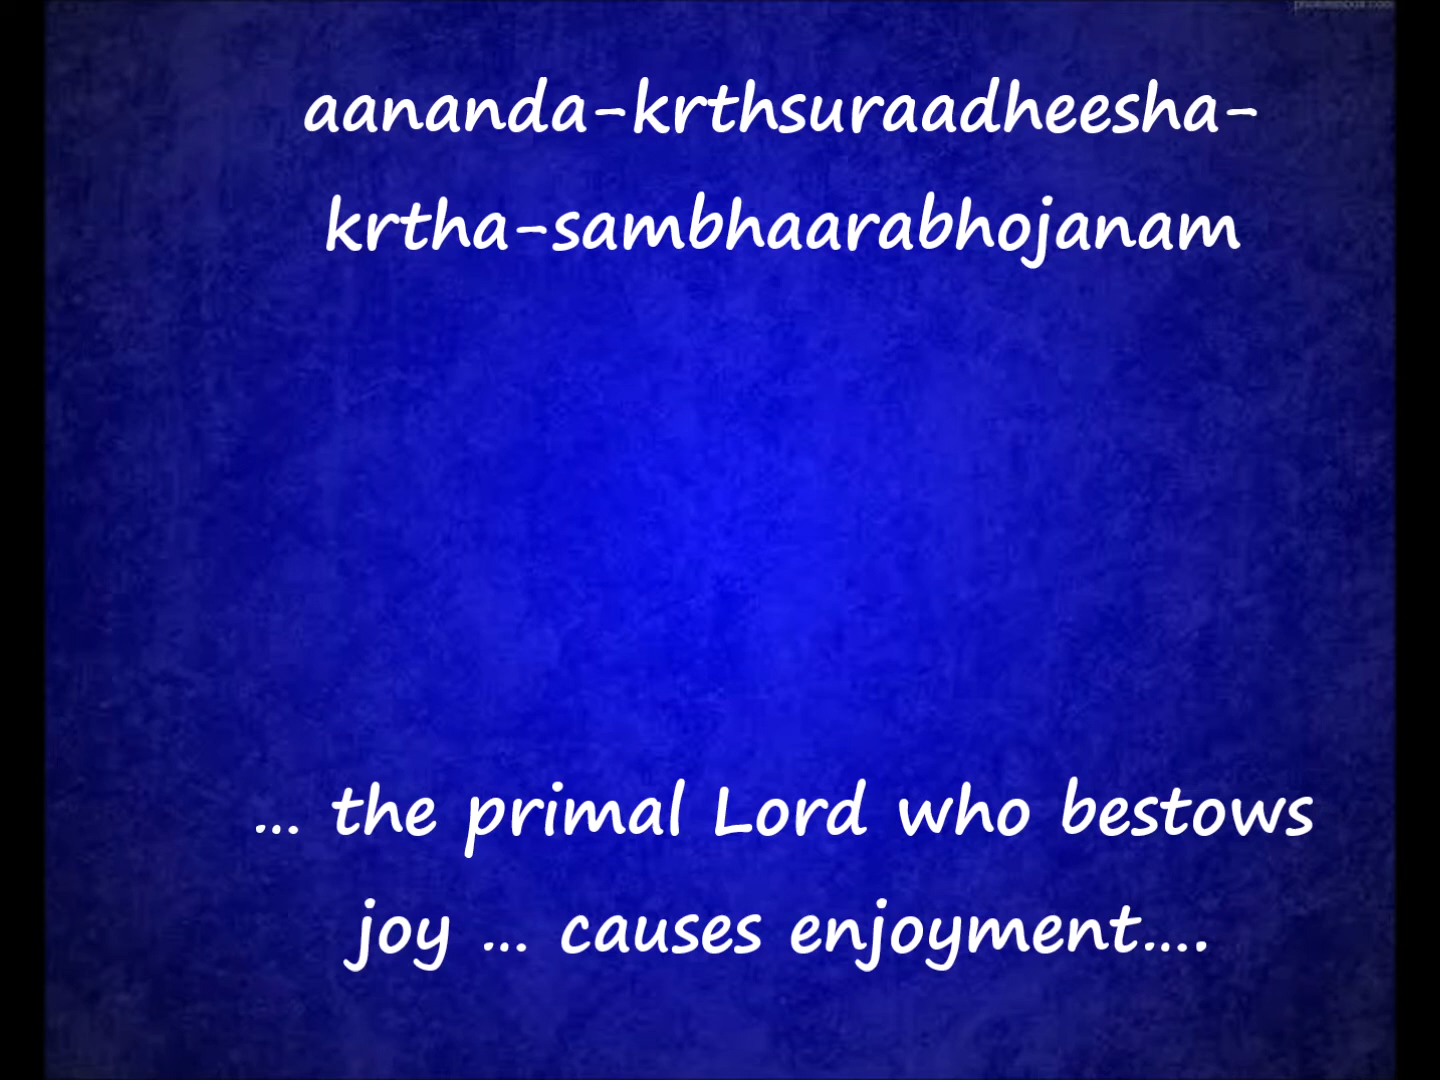 aananda-krthsuraadheesha-
krtha-sambhaarabhojanam
... the primal Lord who bestows
joy ... causes enjoyment....